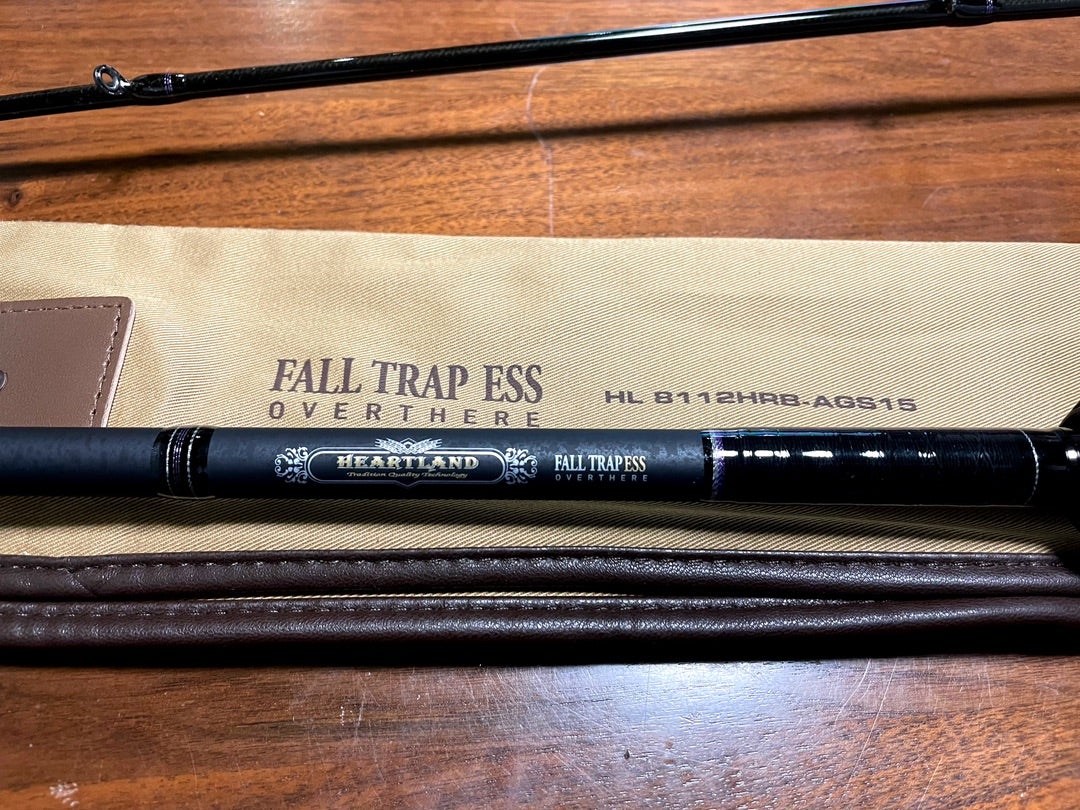 FALL TRAP ESS
OVERTHERE
HL 8112HRB-AGS15
HEARTLAND
Tradition Quality Technology
FALL TRAP ESS
OVERTHERE